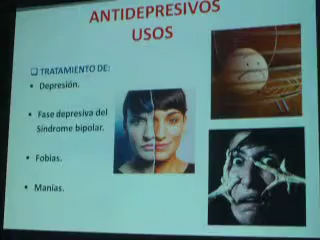 ANTIDEPRESIVOS
USOS
❑ TRATAMIENTO DE:
• Depresión.
• Fase depresiva del
Síndrome bipolar.
• Fobias.
• Manías.